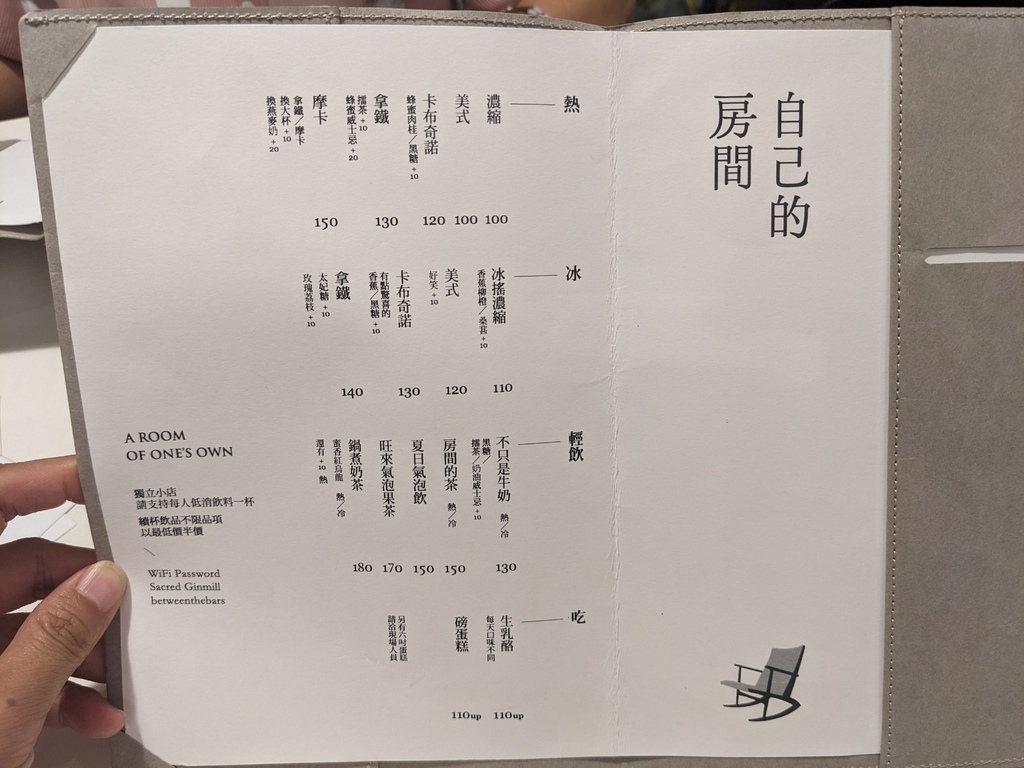 自己的
房間
熱
濃縮
100
美式
100
卡布奇諾
蜂蜜肉桂／黑糖 +10
120
拿鐵
擂茶 +10
蜂蜜威士忌 +20
130
摩卡
150
拿鐵／摩卡
換大杯 +10
換燕麥奶 +20
冰
冰搖濃縮
香蕉柳橙／桑葚 +10
110
美式
好笑 +10
120
卡布奇諾
有點驚喜的
香蕉／黑糖 +10
130
拿鐵
太妃糖 +10
玫瑰荔枝 +10
140
輕飲
不只是牛奶 熱／冷
黑糖／
擂茶／奶油威士忌 +10
130
房間的茶 熱／冷
150
夏日氣泡飲
150
旺來氣泡果茶
170
鍋煮奶茶
蜜香紅烏龍 熱／冷
還有 +10 熱
180
吃
生乳酪
每天口味不同
110up
磅蛋糕
110up
另有六吋蛋糕
請洽現場人員
A ROOM
OF ONE'S OWN
獨立小店
請支持每人低消飲料一杯
續杯飲品不限品項
以最低價半價
WiFi Password
Sacred Ginmill
betweenthebars